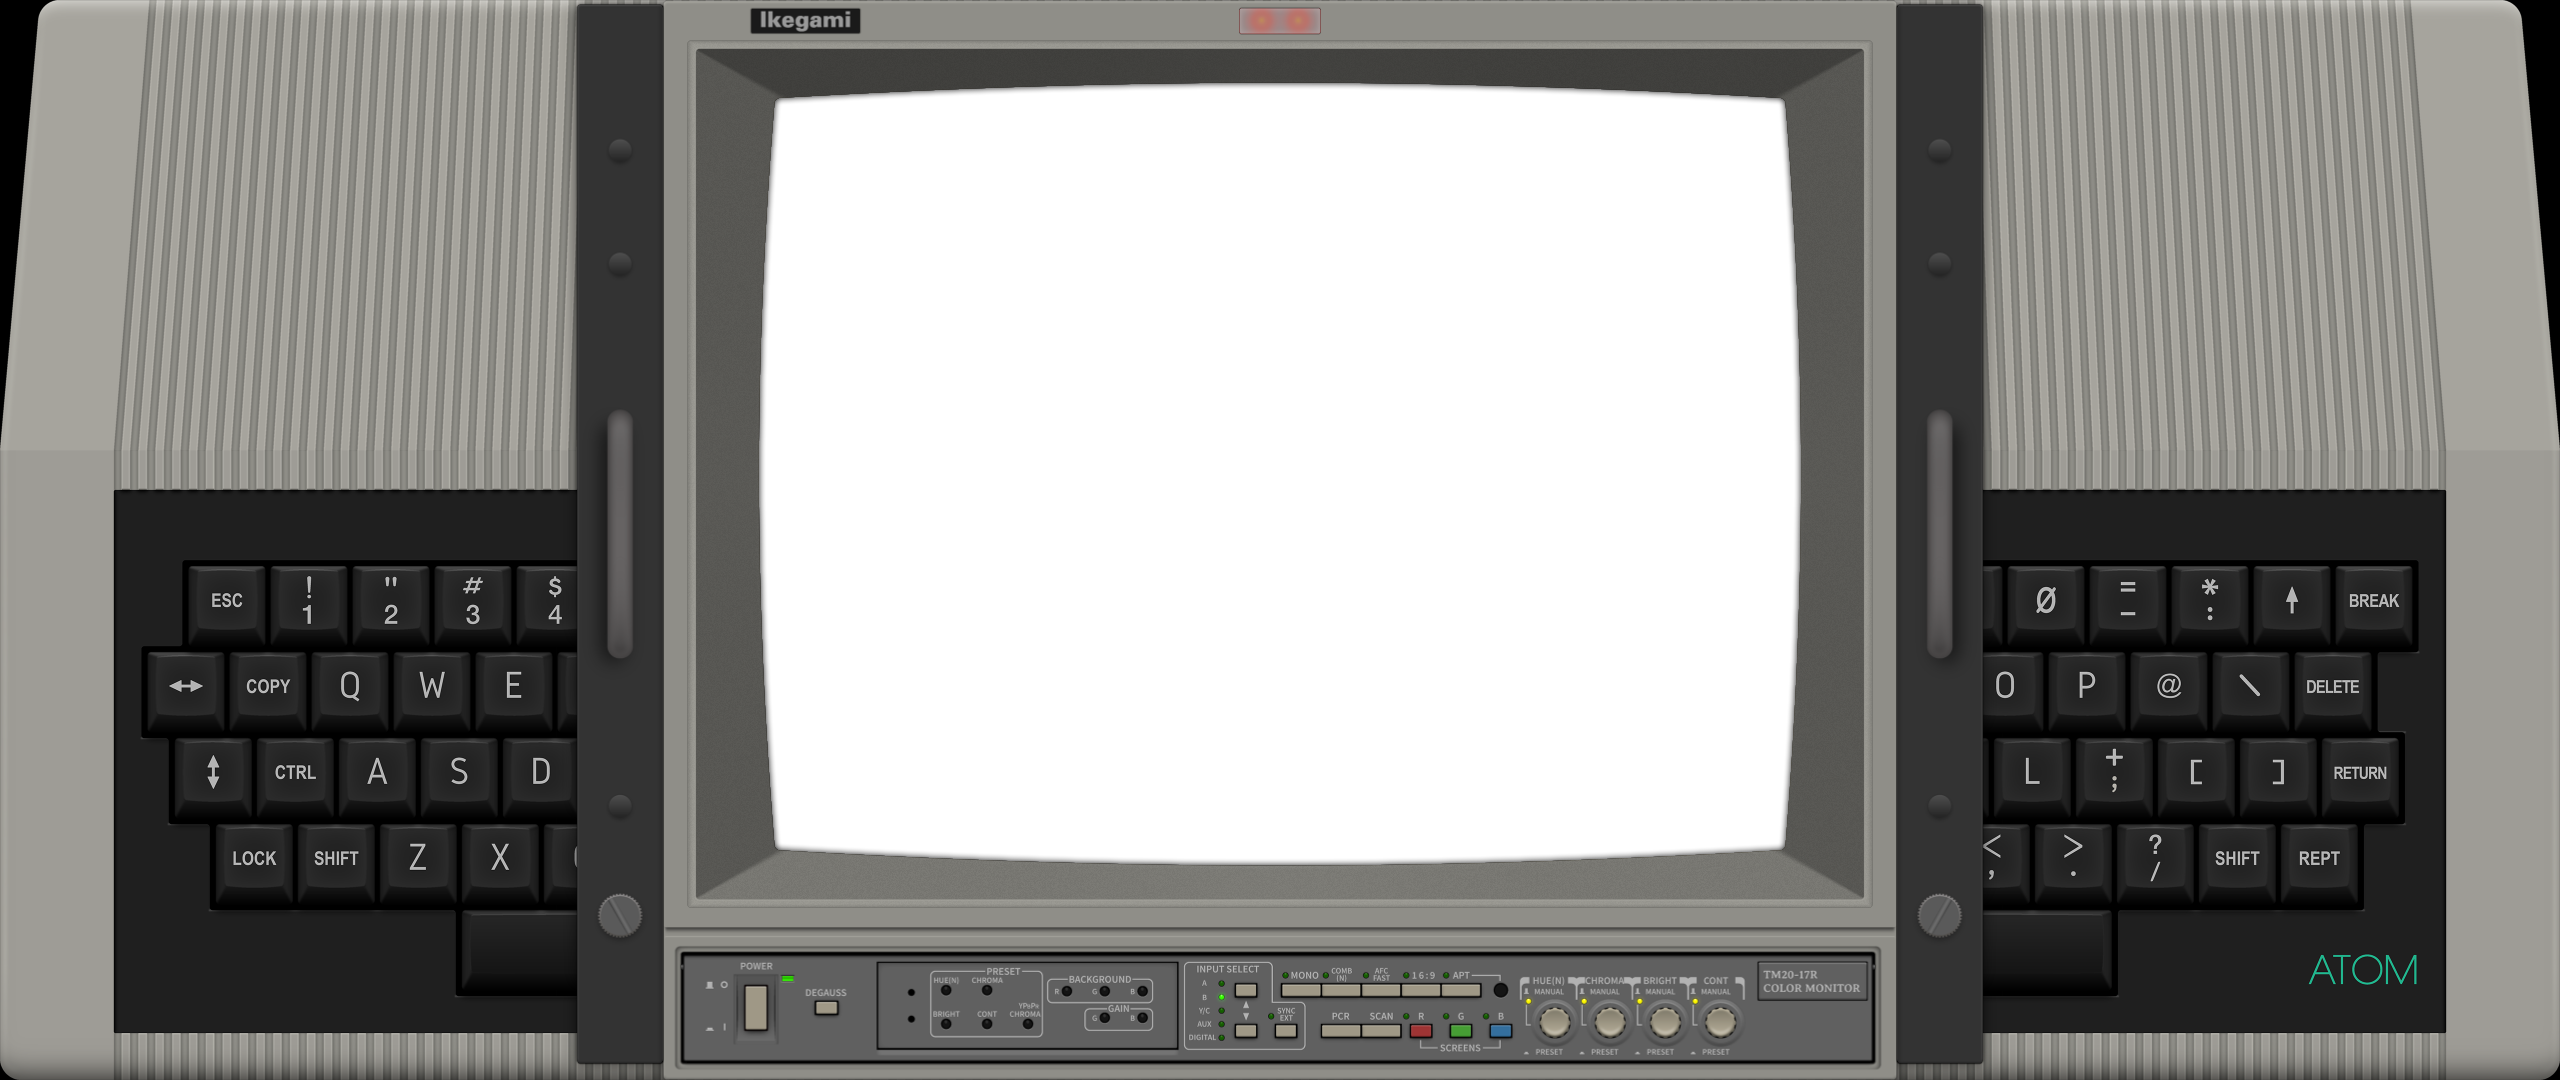 Ikegami
ESC
!
1
"
2
#
3
$
4
Ø
=
-
*
:
↑
BREAK
↔
COPY
Q
W
E
O
P
@
\
DELETE
↕
CTRL
A
S
D
L
+
;
[
]
RETURN
LOCK
SHIFT
Z
X
<
,
>
.
?
/
SHIFT
REPT
ATOM
POWER
DEGAUSS
PRESET
HUE(N)
CHROMA
BRIGHT
CONT
YPBPR
CHROMA
BACKGROUND
R
G
B
GAIN
G
B
INPUT SELECT
A
B
Y/C
AUX
DIGITAL
SYNC
EXT
MONO
COMB
(N)
AFC
FAST
16:9
APT
PCR
SCAN
R
G
B
SCREENS
HUE(N)
MANUAL
PRESET
CHROMA
MANUAL
PRESET
BRIGHT
MANUAL
PRESET
CONT
MANUAL
PRESET
TM20-17R
COLOR MONITOR